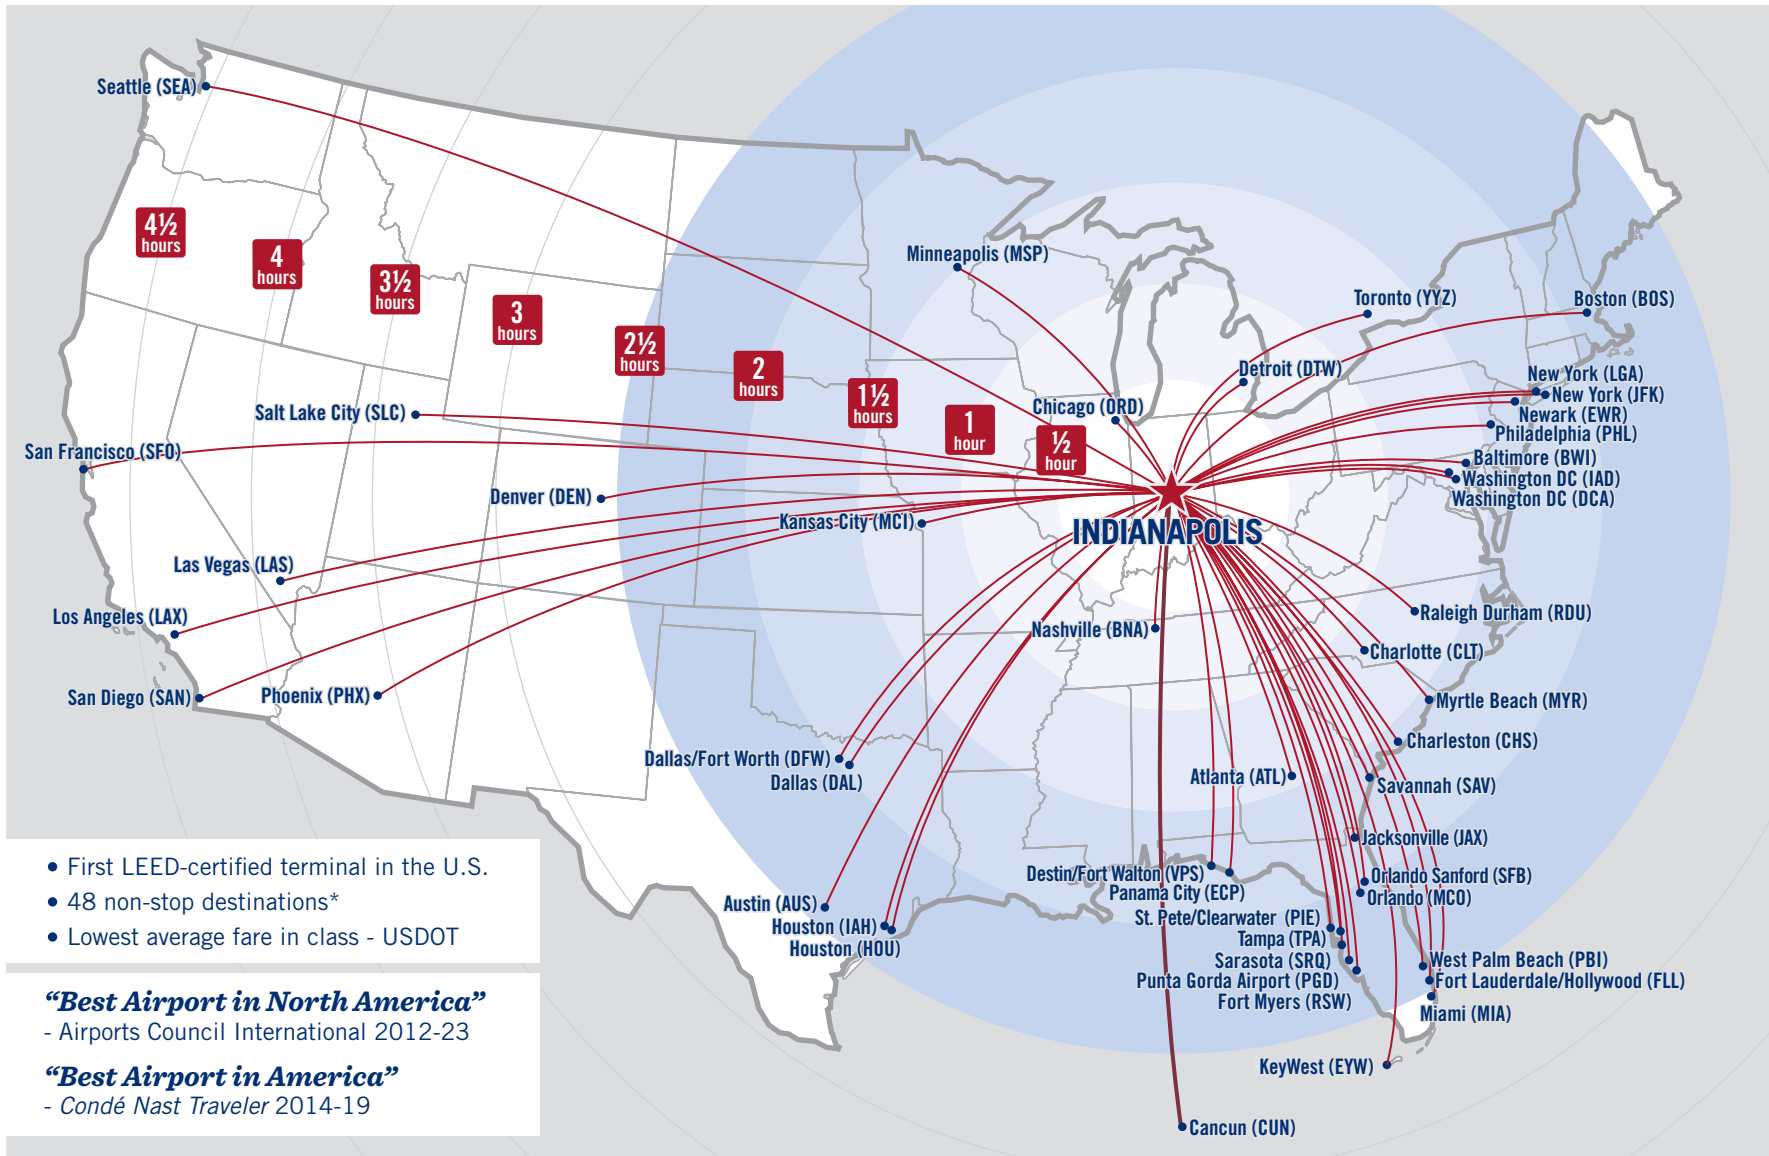 Seattle (SEA)
4½
hours
4
hours
3½
hours
3
hours
2½
hours
2
hours
1½
hours
1
hour
½
hour
Minneapolis (MSP)
Toronto (YYZ)
Boston (BOS)
Detroit (DTW)
New York (LGA)
New York (JFK)
Newark (EWR)
Philadelphia (PHL)
Chicago (ORD)
Salt Lake City (SLC)
San Francisco (SFO)
Baltimore (BWI)
Washington DC (IAD)
Washington DC (DCA)
Denver (DEN)
Kansas City (MCI)
INDIANAPOLIS
Las Vegas (LAS)
Los Angeles (LAX)
San Diego (SAN)
Phoenix (PHX)
Nashville (BNA)
Raleigh Durham (RDU)
Charlotte (CLT)
Myrtle Beach (MYR)
Charleston (CHS)
Dallas/Fort Worth (DFW)
Dallas (DAL)
Atlanta (ATL)
Savannah (SAV)
Jacksonville (JAX)
Destin/Fort Walton (VPS)
Panama City (ECP)
Orlando Sanford (SFB)
Orlando (MCO)
Austin (AUS)
Houston (IAH)
Houston (HOU)
St. Pete/Clearwater (PIE)
Tampa (TPA)
Sarasota (SRQ)
Punta Gorda Airport (PGD)
Fort Myers (RSW)
West Palm Beach (PBI)
Fort Lauderdale/Hollywood (FLL)
Miami (MIA)
KeyWest (EYW)
Cancun (CUN)
• First LEED-certified terminal in the U.S.
• 48 non-stop destinations*
• Lowest average fare in class - USDOT
“Best Airport in North America”
- Airports Council International 2012-23
“Best Airport in America”
- Condé Nast Traveler 2014-19